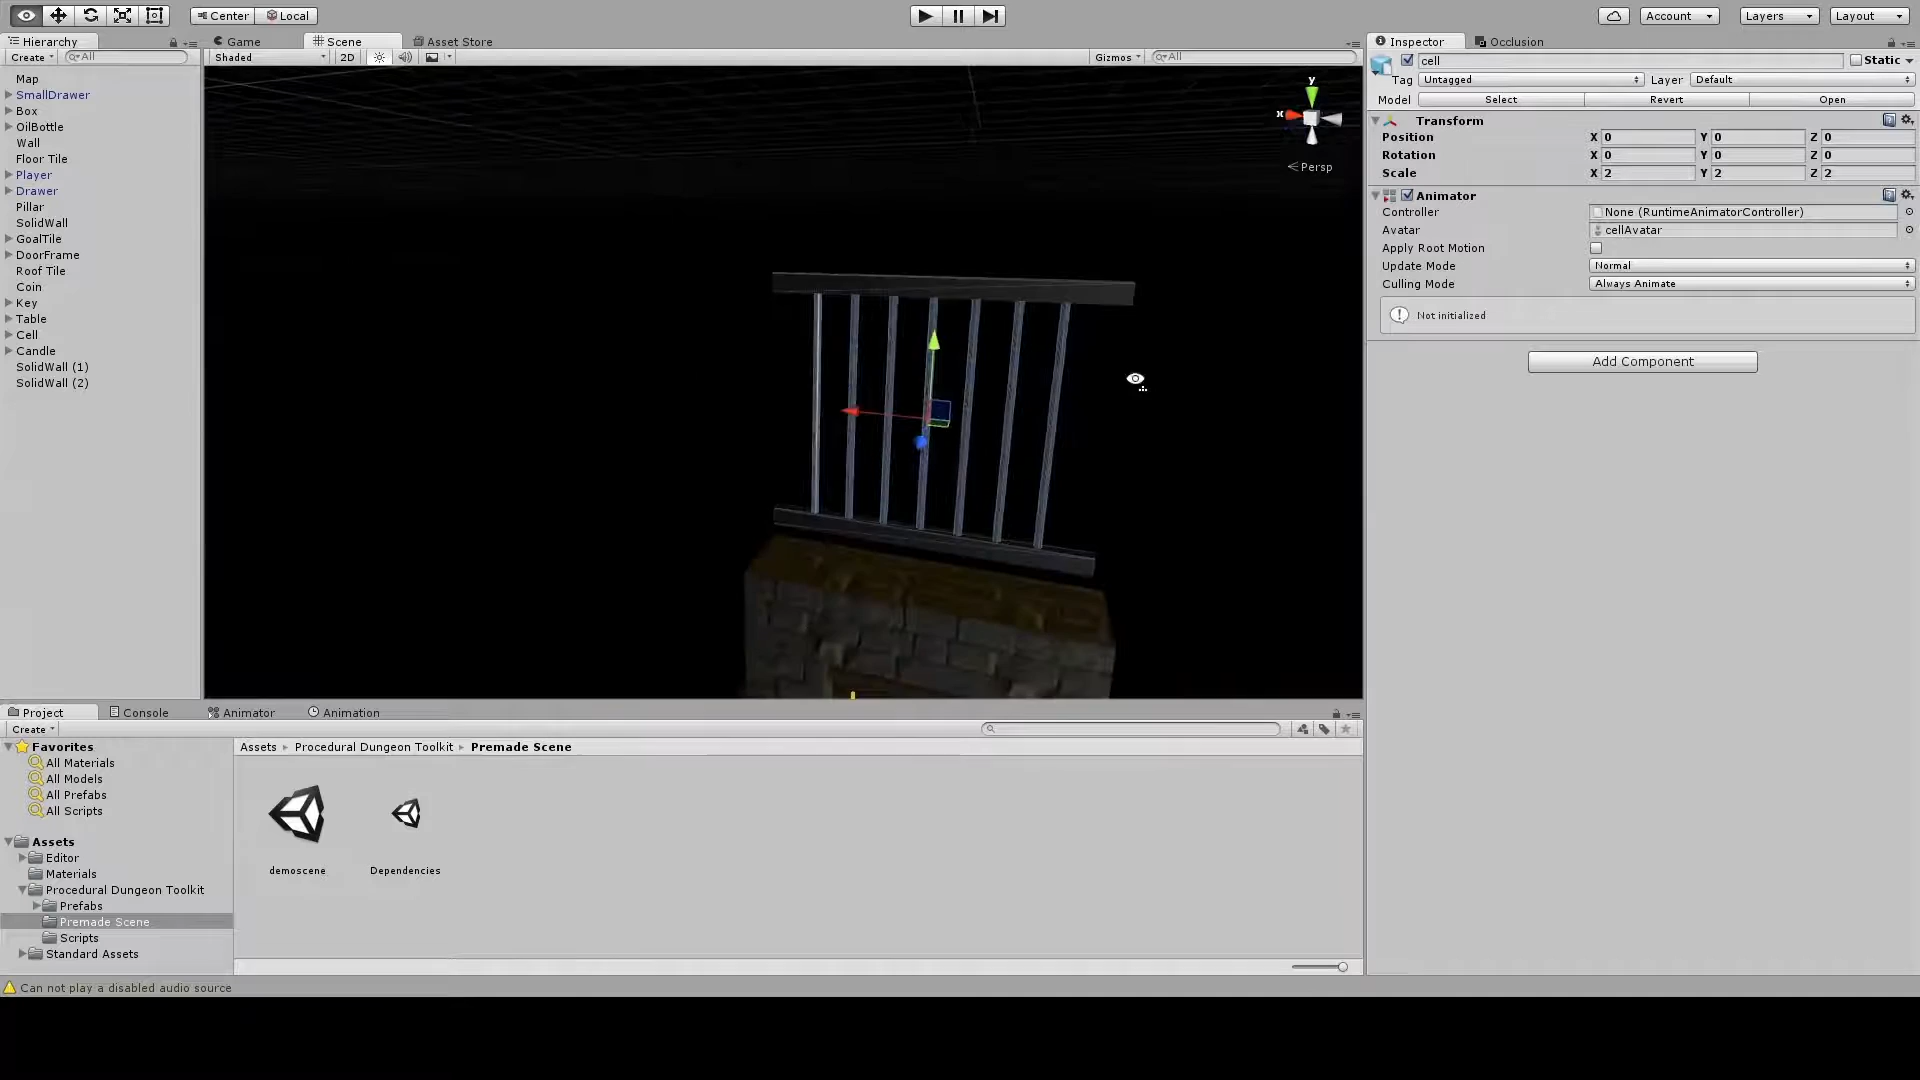 Center
Local
Account
Layers
Layout
Hierarchy
Create
All
Map
SmallDrawer
Box
OilBottle
Wall
Floor Tile
Player
Drawer
Pillar
SolidWall
GoalTile
DoorFrame
Roof Tile
Coin
Key
Table
Cell
Candle
SolidWall (1)
SolidWall (2)
Game
Scene
Asset Store
Shaded
2D
Gizmos
All
y
x
Persp
Inspector
Occlusion
cell
Static
Tag Untagged
Layer Default
Model Select Revert Open
Transform
Position X 0 Y 0 Z 0
Rotation X 0 Y 0 Z 0
Scale X 2 Y 2 Z 2
Animator
Controller None (RuntimeAnimatorController)
Avatar cellAvatar
Apply Root Motion
Update Mode Normal
Culling Mode Always Animate
Not initialized
Add Component
Project
Console
Animator
Animation
Create
Favorites
All Materials
All Models
All Prefabs
All Scripts
Assets
Editor
Materials
Procedural Dungeon Toolkit
Prefabs
Premade Scene
Scripts
Standard Assets
Assets Procedural Dungeon Toolkit Premade Scene
demoscene
Dependencies
Can not play a disabled audio source